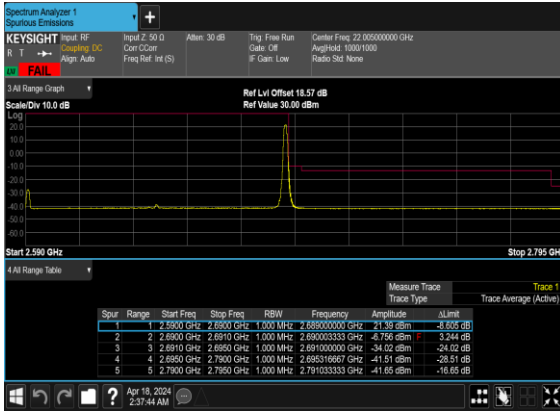 Spectrum Analyzer 1
Spurious Emissions
+
KEYSIGHT Input: RF Input Z: 50 Ω Atten: 30 dB Trig: Free Run Center Freq: 22.005000000 GHz
R T Coupling: DC Corr CCorr Gate: Off Avg|Hold: 1000/1000
Align: Auto Freq Ref: Int (S) IF Gain: Low Radio Std: None
FAIL
3 All Range Graph
Ref Lvl Offset 18.57 dB
Scale/Div 10.0 dB Ref Value 30.00 dBm
Log
20.0
10.0
0.00
-10.0
-20.0
-30.0
-40.0
-50.0
-60.0
Start 2.590 GHz Stop 2.795 GH
4 All Range Table
Measure Trace Trace 1
Trace Type Trace Average (Active)
Spur Range Start Freq Stop Freq RBW Frequency Amplitude ΔLimit
1 1 2.5900 GHz 2.6900 GHz 1.000 MHz 2.689000000 GHz 21.39 dBm -8.605 dB
2 2 2.6900 GHz 2.6910 GHz 1.000 MHz 2.690003333 GHz -6.756 dBm F 3.244 dB
3 3 2.6910 GHz 2.6950 GHz 1.000 MHz 2.691000000 GHz -34.02 dBm -24.02 dB
4 4 2.6950 GHz 2.7900 GHz 1.000 MHz 2.695316667 GHz -41.51 dBm -28.51 dB
5 5 2.7900 GHz 2.7950 GHz 1.000 MHz 2.791033333 GHz -41.65 dBm -16.65 dB
? Apr 18, 2024
2:37:44 AM